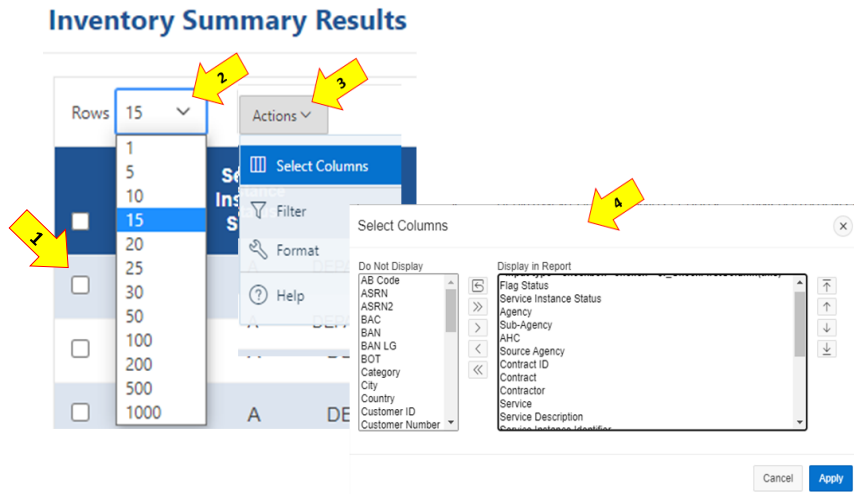 Inventory Summary Results
2
3
Rows 15
Actions
1
5
10
15
20
25
30
50
100
200
500
1000
Select Columns
Filter
Format
Help
1
4
A
A
A
DE
Select Columns
Do Not Display
AB Code
ASRN
ASRN2
BAC
BAN
BAN LG
BOT
Category
City
Country
Customer ID
Customer Number
Display in Report
Flag Status
Service Instance Status
Agency
Sub-Agency
AHC
Source Agency
Contract ID
Contract
Contractor
Service
Service Description
Service Instance Identifier
Cancel
Apply